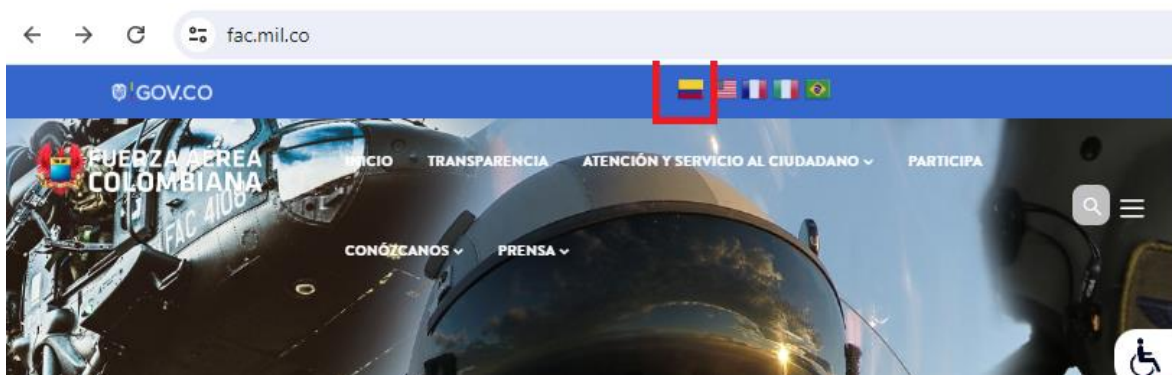 fac.mil.co
GOV.CO
FUERZA AÉREA
COLOMBIANA
INICIO TRANSPARENCIA ATENCIÓN Y SERVICIO AL CIUDADANO PARTICIPA
CONÓZCANOS PRENSA
FAC 4108